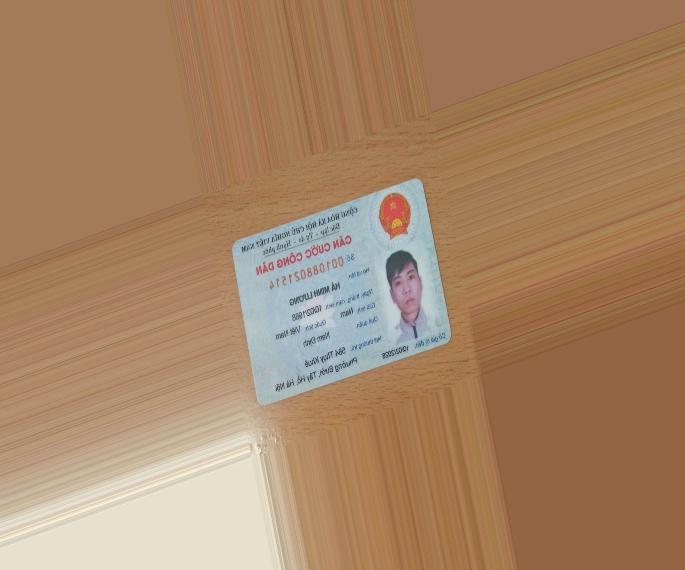 CỘNG HÒA XÃ HỘI CHỦ NGHĨA VIỆT NAM
Độc lập - Tự do - Hạnh phúc
CĂN CƯỚC CÔNG DÂN
Số: 001088021514
Họ và tên:
HÀ MINH LƯƠNG
Ngày, tháng, năm sinh: 10/02/1988
Giới tính: Nam Quốc tịch: Việt Nam
Quê quán: Nam Định
Nơi thường trú: 584 Thụy Khuê
Phường Bưởi, Tây Hồ, Hà Nội
Có giá trị đến: 10/02/2028